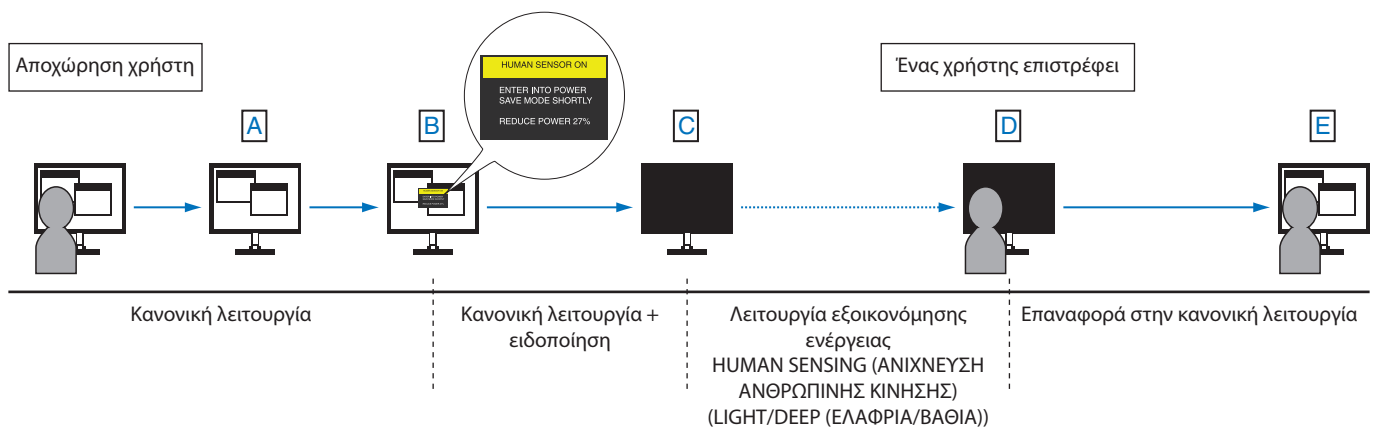 Αποχώρηση χρήστη
HUMAN SENSOR ON
ENTER INTO POWER
SAVE MODE SHORTLY
REDUCE POWER 27%
Ένας χρήστης επιστρέφει
A
B
C
D
E
Κανονική λειτουργία
Κανονική λειτουργία +
ειδοποίηση
Λειτουργία εξοικονόμησης
ενέργειας
HUMAN SENSING (ΑΝΙΧΝΕΥΣΗ
ΑΝΘΡΩΠΙΝΗΣ ΚΙΝΗΣΗΣ)
(LIGHT/DEEP (ΕΛΑΦΡΙΑ/ΒΑΘΙΑ))
Επαναφορά στην κανονική λειτουργία